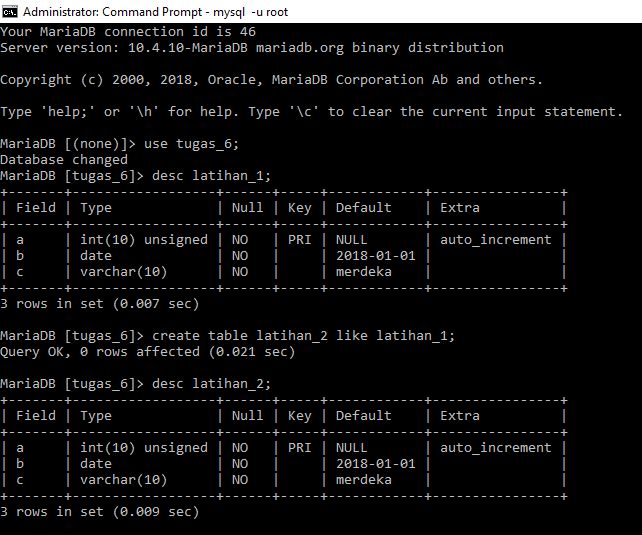 Administrator: Command Prompt - mysql  -u root
Your MariaDB connection id is 46
Server version: 10.4.10-MariaDB mariadb.org binary distribution
Copyright (c) 2000, 2018, Oracle, MariaDB Corporation Ab and others.
Type 'help;' or '\h' for help. Type '\c' to clear the current input statement.
MariaDB [(none)]> use tugas_6;
Database changed
MariaDB [tugas_6]> desc latihan_1;
+-------+------------------+------+-----+------------+----------------+
| Field | Type             | Null | Key | Default    | Extra          |
+-------+------------------+------+-----+------------+----------------+
| a     | int(10) unsigned | NO   | PRI | NULL       | auto_increment |
| b     | date             | NO   |     | 2018-01-01 |                |
| c     | varchar(10)      | NO   |     | merdeka    |                |
+-------+------------------+------+-----+------------+----------------+
3 rows in set (0.007 sec)
MariaDB [tugas_6]> create table latihan_2 like latihan_1;
Query OK, 0 rows affected (0.021 sec)
MariaDB [tugas_6]> desc latihan_2;
+-------+------------------+------+-----+------------+----------------+
| Field | Type             | Null | Key | Default    | Extra          |
+-------+------------------+------+-----+------------+----------------+
| a     | int(10) unsigned | NO   | PRI | NULL       | auto_increment |
| b     | date             | NO   |     | 2018-01-01 |                |
| c     | varchar(10)      | NO   |     | merdeka    |                |
+-------+------------------+------+-----+------------+----------------+
3 rows in set (0.009 sec)